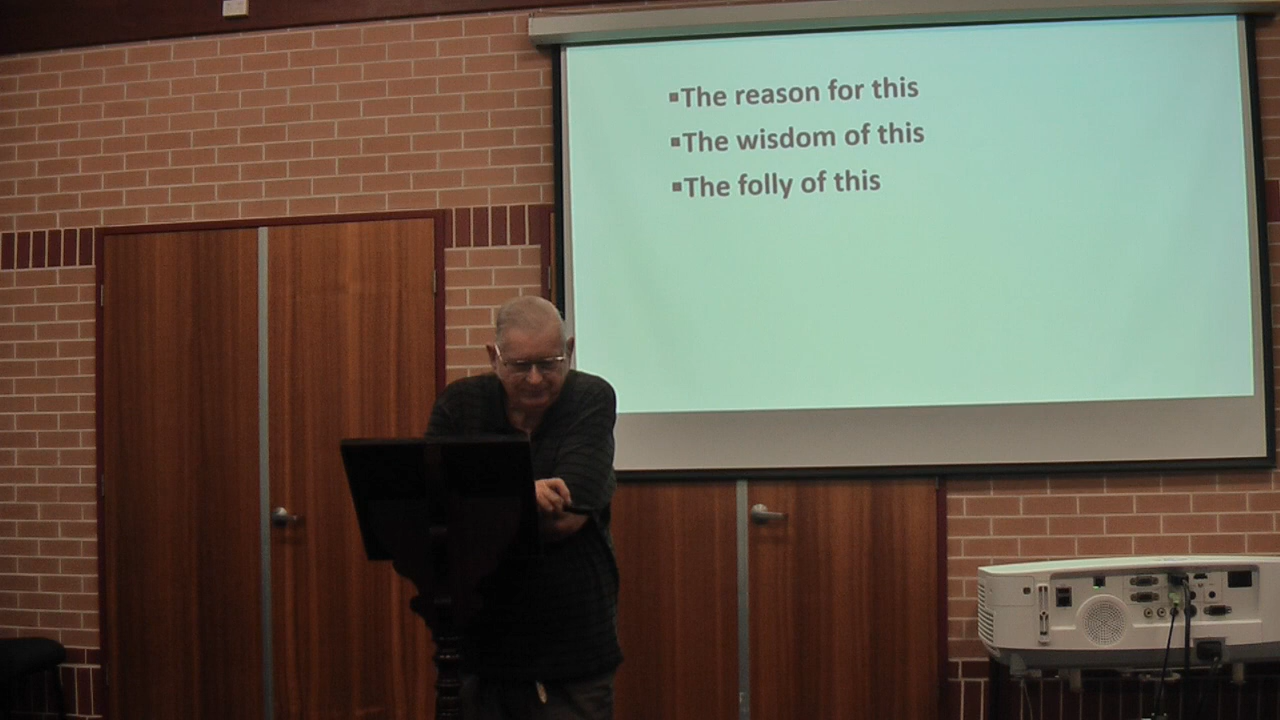 ▪The reason for this
▪The wisdom of this
▪The folly of this